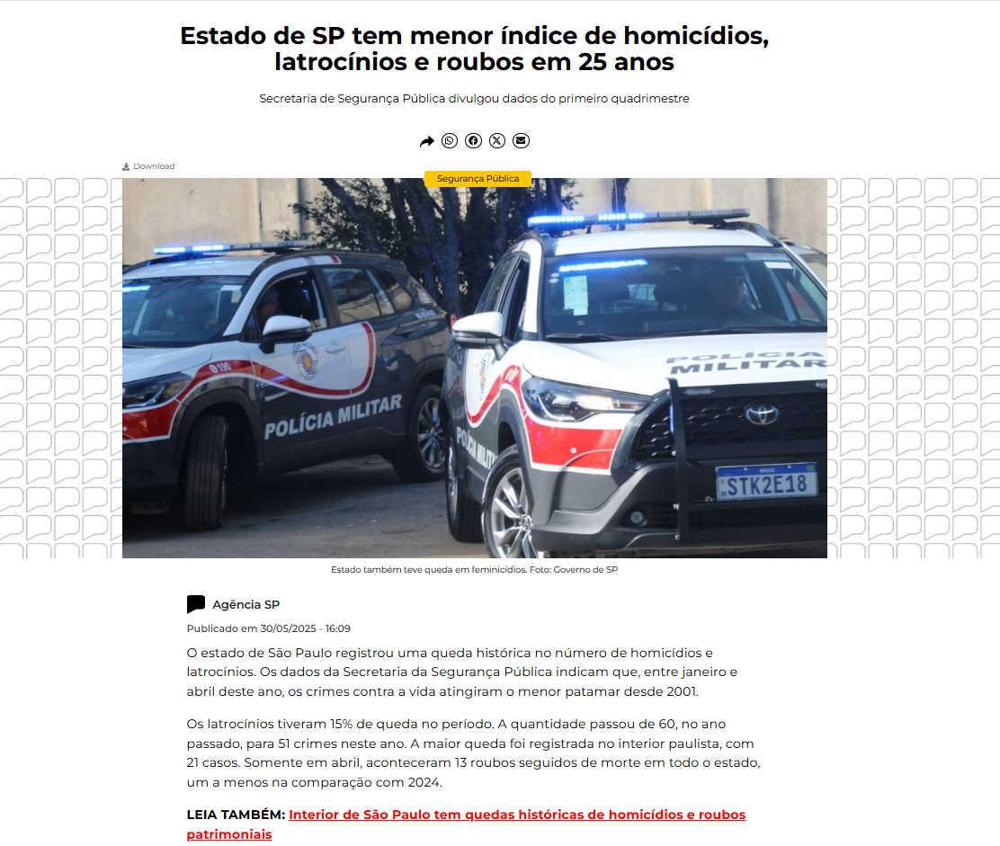 Estado de SP tem menor índice de homicídios,
latrocínios e roubos em 25 anos
Secretaria de Segurança Pública divulgou dados do primeiro quadrimestre
Download
Segurança Pública
190
POLÍCIA MILITAR
POLÍCIA
MILITAR
POLÍCIA MILIT
BRASIL
STK2E18
Estado também teve queda em feminicídios. Foto: Governo de SP
Agência SP
Publicado em 30/05/2025 - 16:09
O estado de São Paulo registrou uma queda histórica no número de homicídios e
latrocínios. Os dados da Secretaria da Segurança Pública indicam que, entre janeiro e
abril deste ano, os crimes contra a vida atingiram o menor patamar desde 2001.
Os latrocínios tiveram 15% de queda no período. A quantidade passou de 60, no ano
passado, para 51 crimes neste ano. A maior queda foi registrada no interior paulista, com
21 casos. Somente em abril, aconteceram 13 roubos seguidos de morte em todo o estado,
um a menos na comparação com 2024.
LEIA TAMBÉM: Interior de São Paulo tem quedas históricas de homicídios e roubos
patrimoniais